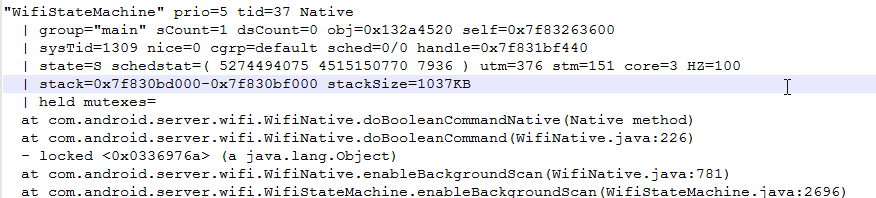 "WifiStateMachine" prio=5 tid=37 Native
| group="main" sCount=1 dsCount=0 obj=0x132a4520 self=0x7f83263600
| sysTid=1309 nice=0 cgrp=default sched=0/0 handle=0x7f831bf440
| state=S schedstat=( 5274494075 4515150770 7936 ) utm=376 stm=151 core=3 HZ=100
| stack=0x7f830bd000-0x7f830bf000 stackSize=1037KB
| held mutexes=
at com.android.server.wifi.WifiNative.doBooleanCommandNative(Native method)
at com.android.server.wifi.WifiNative.doBooleanCommand(WifiNative.java:226)
- locked <0x0336976a> (a java.lang.Object)
at com.android.server.wifi.WifiNative.enableBackgroundScan(WifiNative.java:781)
at com.android.server.wifi.WifiStateMachine.enableBackgroundScan(WifiStateMachine.java:2696)